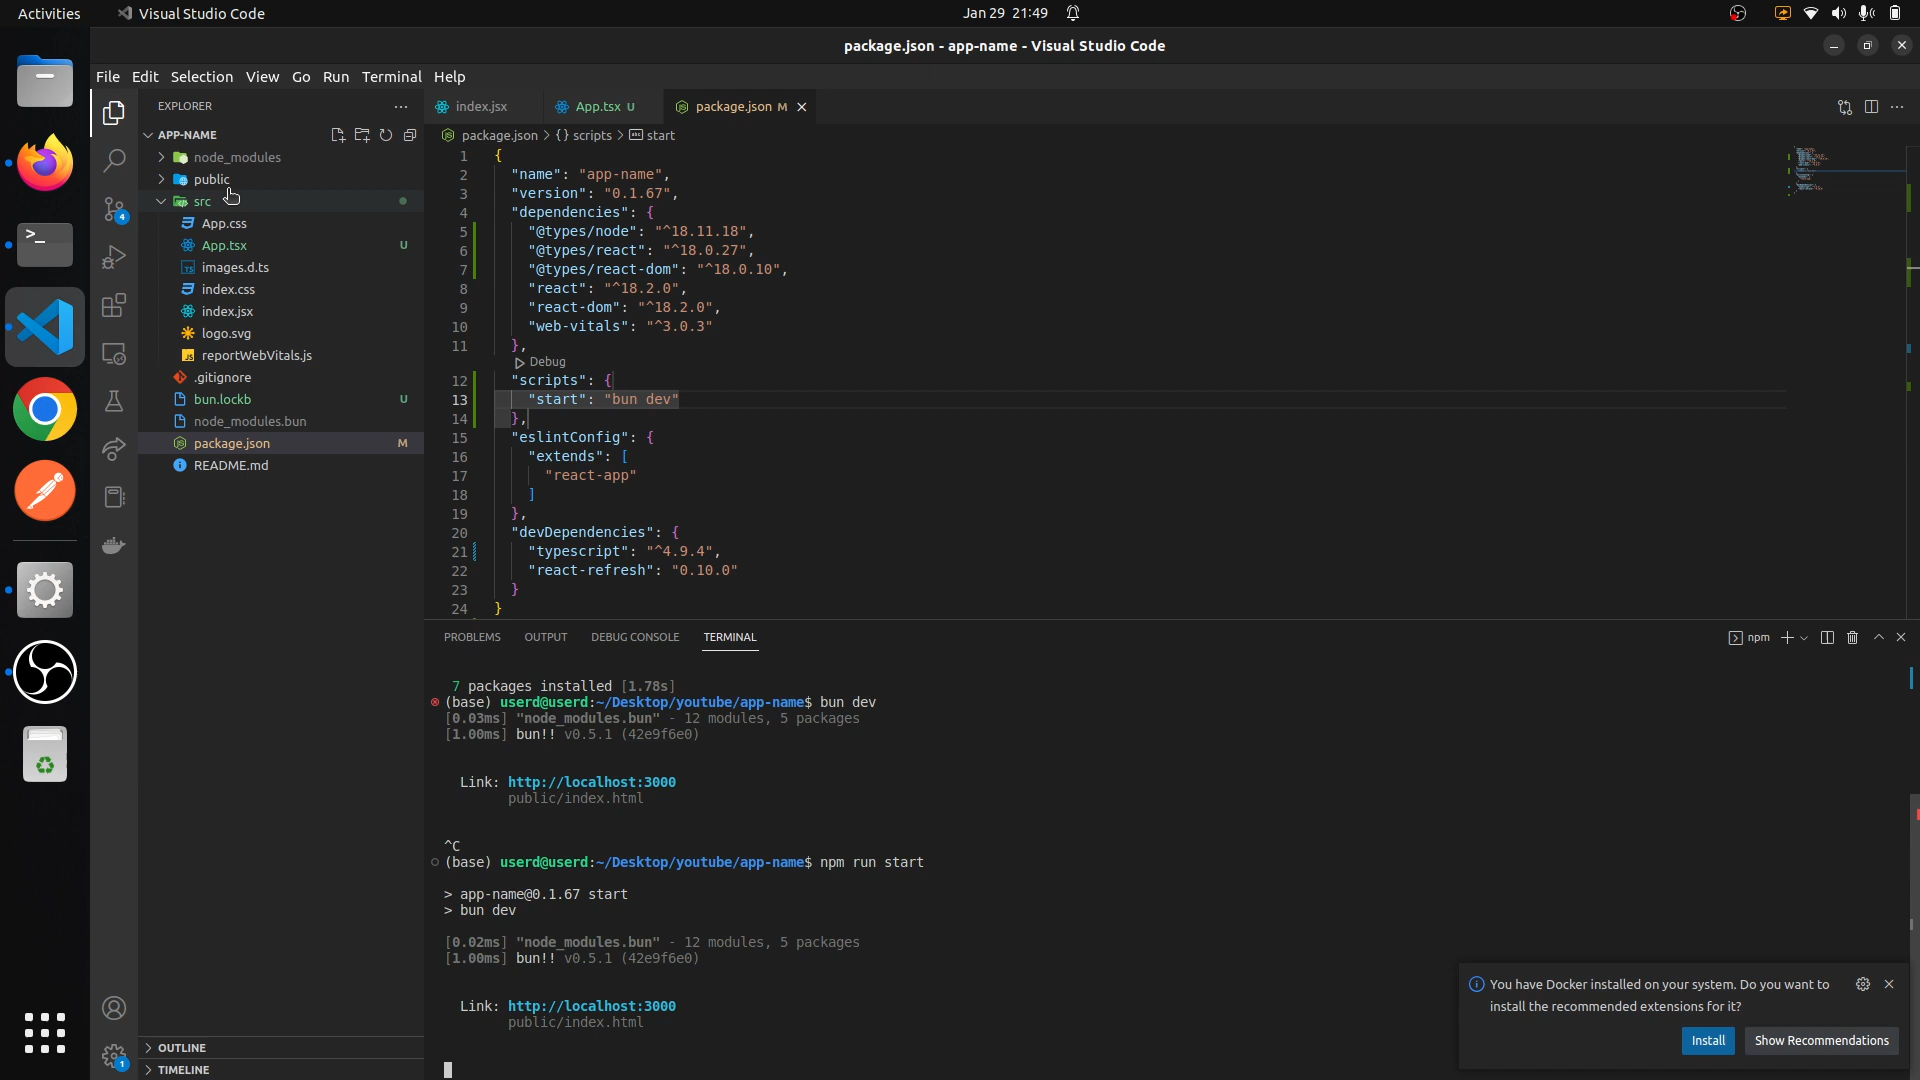 Activities
Visual Studio Code
Jan 29 21:49
package.json - app-name - Visual Studio Code
File Edit Selection View Go Run Terminal Help
EXPLORER
index.jsx
App.tsx U
package.json M
APP-NAME
package.json > {} scripts > start
node_modules
public
src
App.css
App.tsx U
images.d.ts
index.css
index.jsx
logo.svg
reportWebVitals.js
.gitignore
bun.lockb U
node_modules.bun
package.json M
README.md
OUTLINE
TIMELINE
4
1
1 {
2 "name": "app-name",
3 "version": "0.1.67",
4 "dependencies": {
5 "@types/node": "^18.11.18",
6 "@types/react": "^18.0.27",
7 "@types/react-dom": "^18.0.10",
8 "react": "^18.2.0",
9 "react-dom": "^18.2.0",
10 "web-vitals": "^3.0.3"
11 },
Debug
12 "scripts": {
13 "start": "bun dev"
14 },
15 "eslintConfig": {
16 "extends": [
17 "react-app"
18 ]
19 },
20 "devDependencies": {
21 "typescript": "^4.9.4",
22 "react-refresh": "0.10.0"
23 }
24 }
PROBLEMS OUTPUT DEBUG CONSOLE TERMINAL
npm
7 packages installed [1.78s]
(base) userd@userd:~/Desktop/youtube/app-name$ bun dev
[0.03ms] "node_modules.bun" - 12 modules, 5 packages
[1.00ms] bun!! v0.5.1 (42e9f6e0)
Link: http://localhost:3000
public/index.html
^C
(base) userd@userd:~/Desktop/youtube/app-name$ npm run start
> app-name@0.1.67 start
> bun dev
[0.02ms] "node_modules.bun" - 12 modules, 5 packages
[1.00ms] bun!! v0.5.1 (42e9f6e0)
Link: http://localhost:3000
public/index.html
You have Docker installed on your system. Do you want to
install the recommended extensions for it?
Install
Show Recommendations